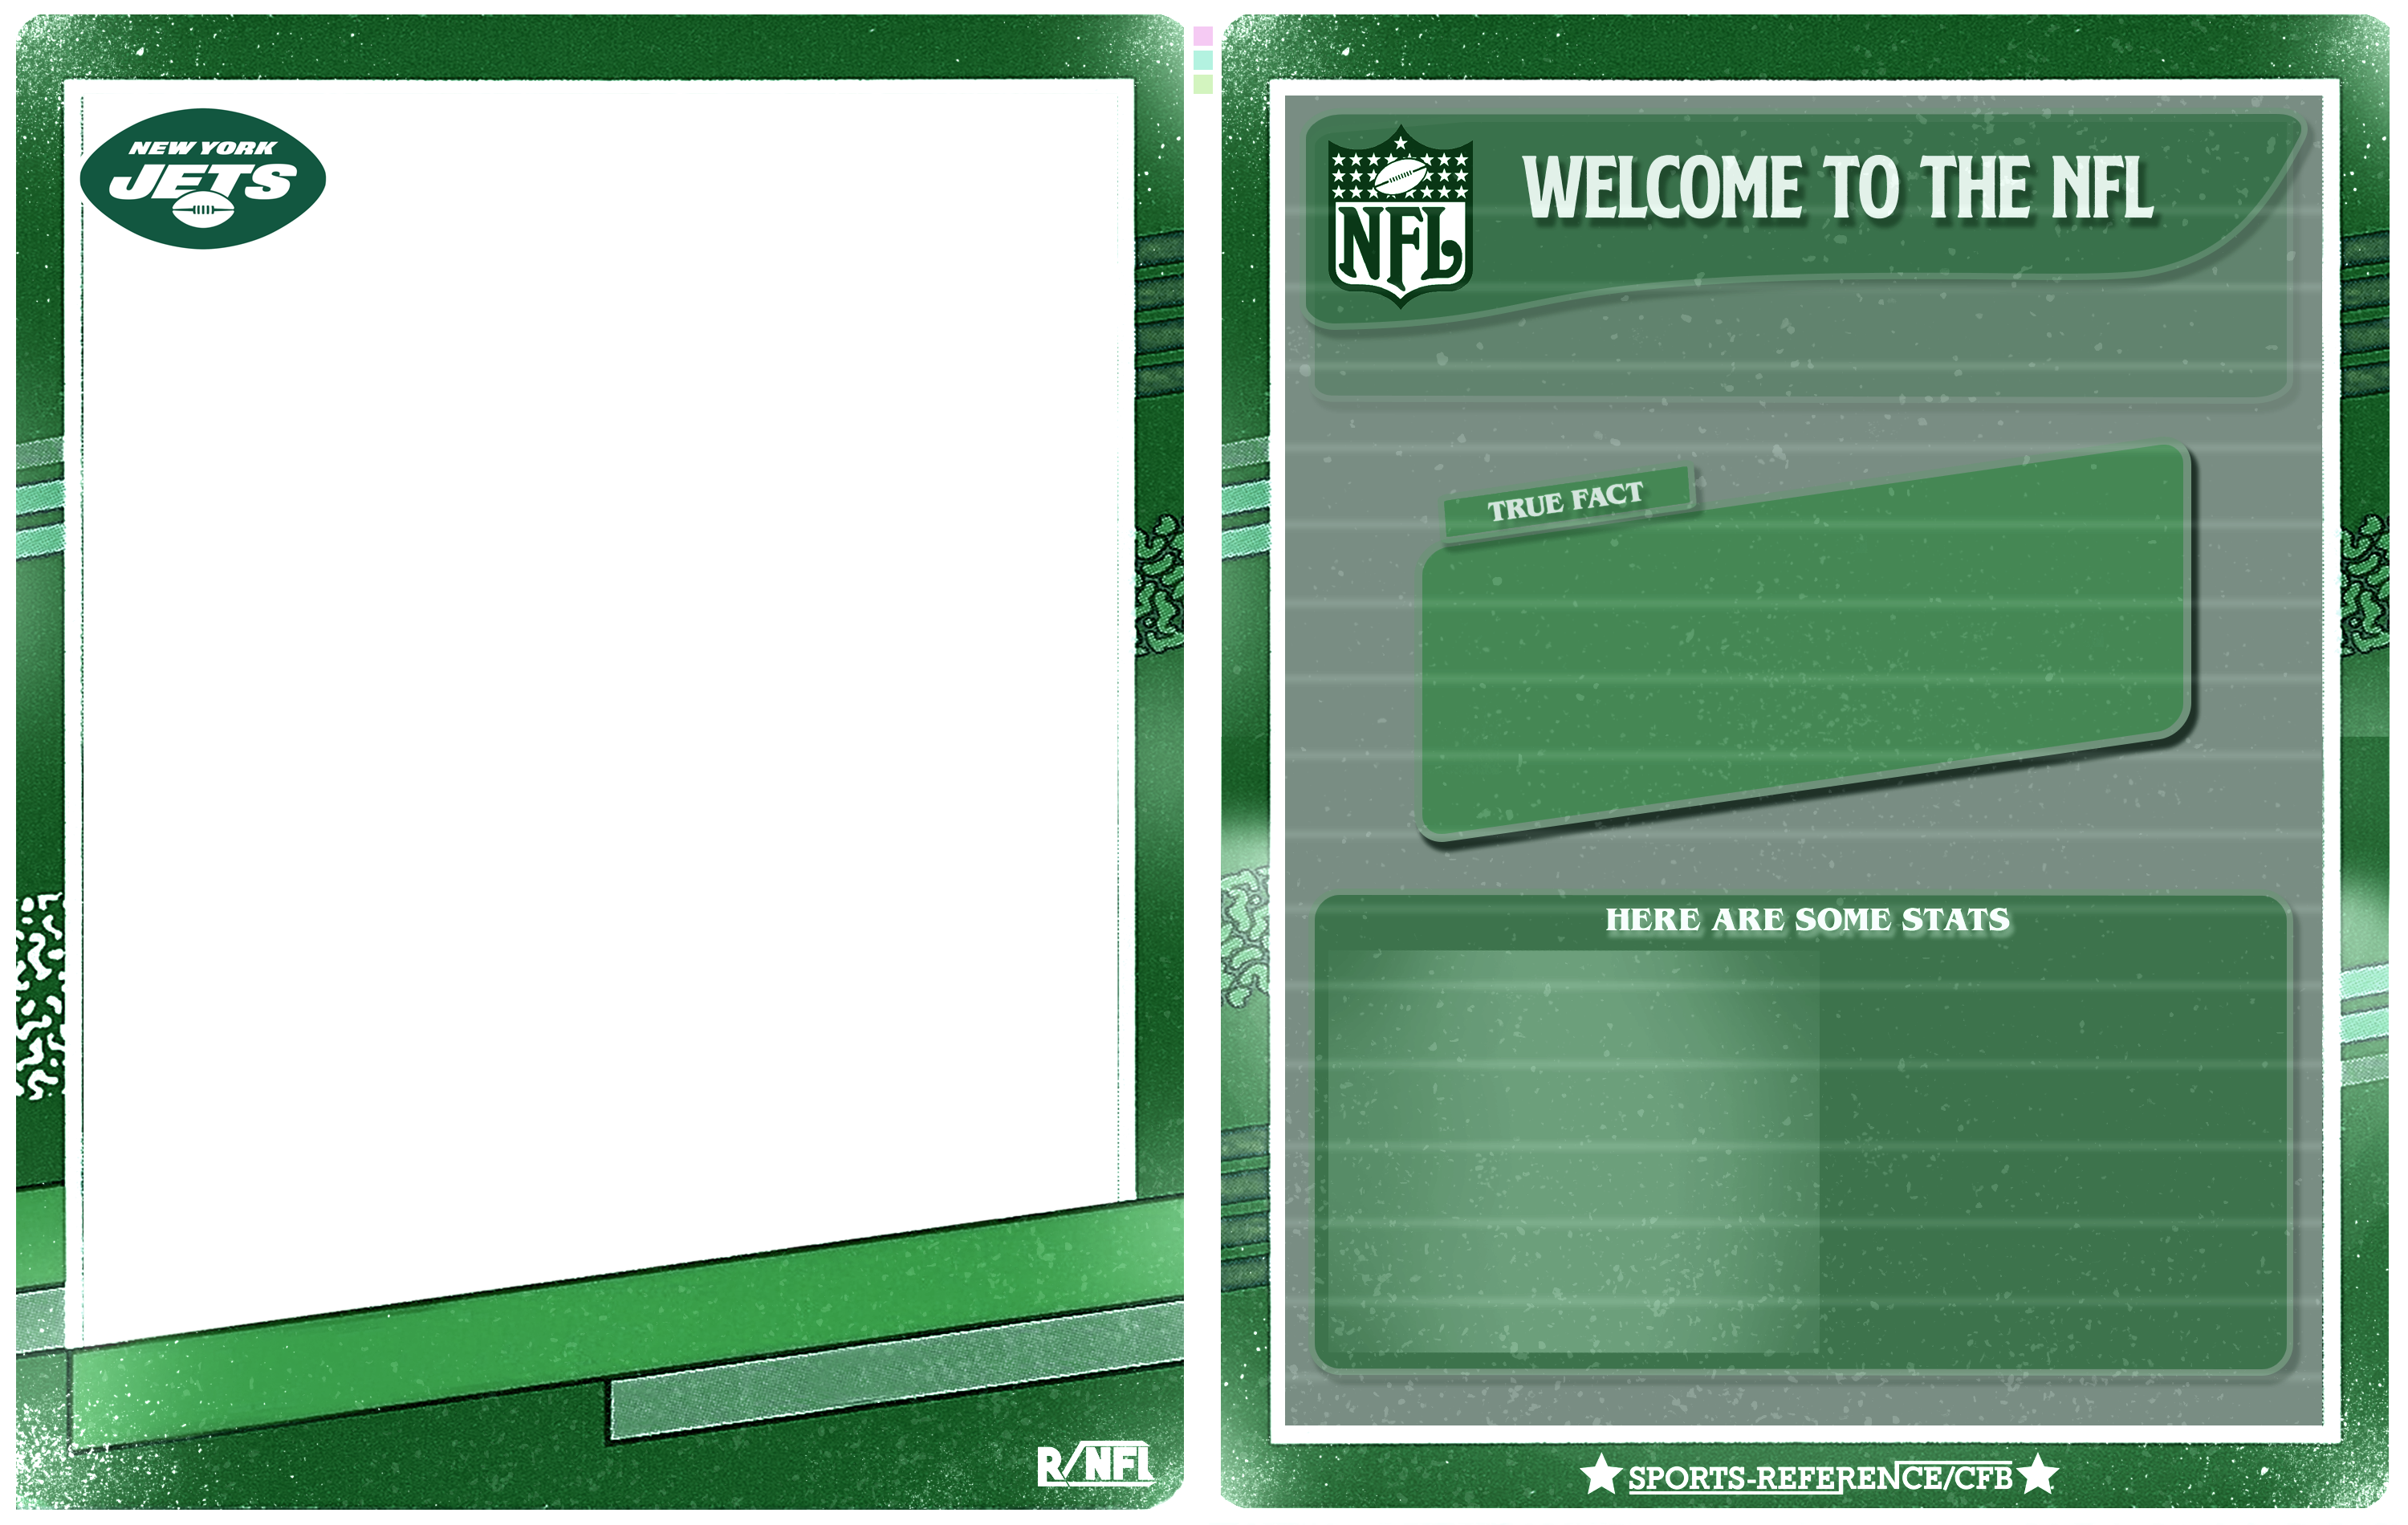 NEW YORK
JETS
R/NFL
NFL
WELCOME TO THE NFL
TRUE FACT
HERE ARE SOME STATS
SPORTS-REFERENCE/CFB